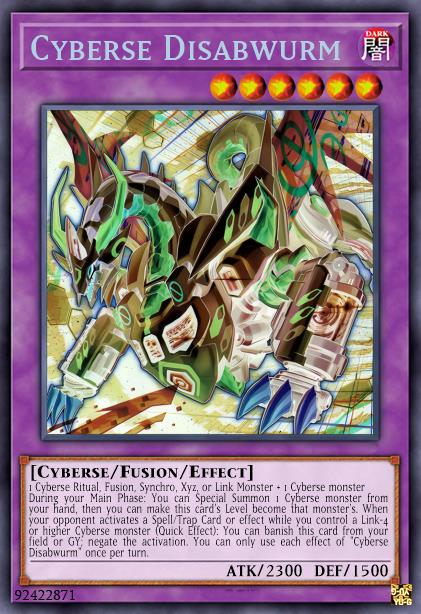 CYBERSE DISABWURM
DARK
闇
[CYBERSE/FUSION/EFFECT]
1 Cyberse Ritual, Fusion, Synchro, Xyz, or Link Monster + 1 Cyberse monster
During your Main Phase: You can Special Summon 1 Cyberse monster from
your hand, then you can make this card's Level become that monster's. When
your opponent activates a Spell/Trap Card or effect while you control a Link-4
or higher Cyberse monster (Quick Effect): You can banish this card from your
field or GY; negate the activation. You can only use each effect of "Cyberse
Disabwurm" once per turn.
ATK/2300 DEF/1500
92422871